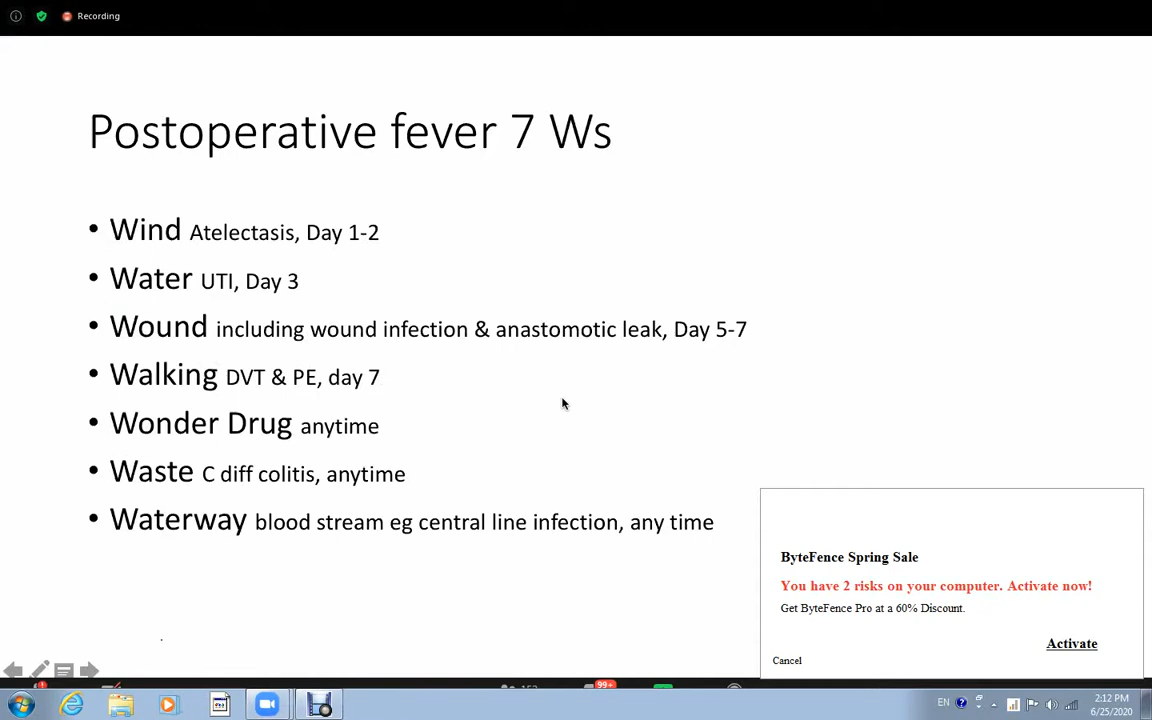 Recording
Postoperative fever 7 Ws
• Wind Atelectasis, Day 1-2
• Water UTI, Day 3
• Wound including wound infection & anastomotic leak, Day 5-7
• Walking DVT & PE, day 7
• Wonder Drug anytime
• Waste C diff colitis, anytime
• Waterway blood stream eg central line infection, any time
ByteFence Spring Sale
You have 2 risks on your computer. Activate now!
Get ByteFence Pro at a 60% Discount.
Activate
Cancel
99+
EN
2:12 PM
6/25/2020